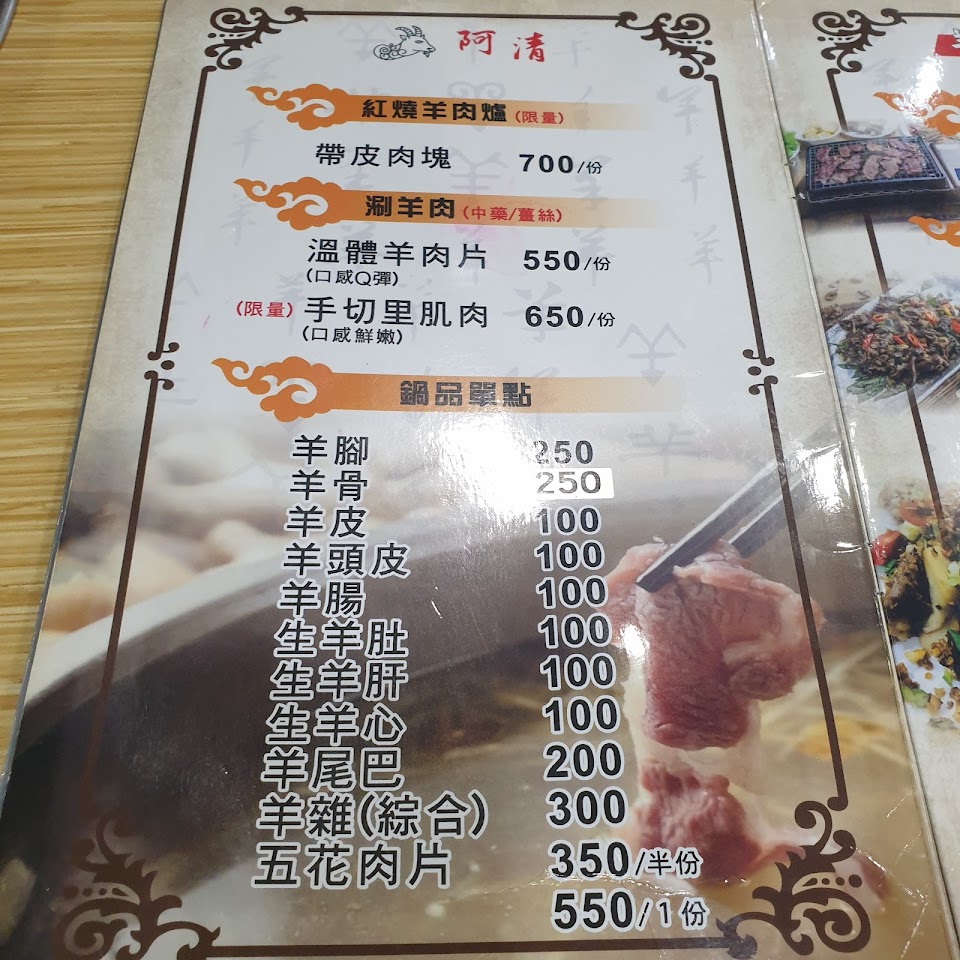 阿清
紅燒羊肉爐(限量)
帶皮肉塊 700/份
涮羊肉(中藥/薑絲)
溫體羊肉片 550/份
(口感Q彈)
(限量)手切里肌肉 650/份
(口感鮮嫩)
鍋品單點
羊腳 250
羊骨 250
羊皮 100
羊頭皮 100
羊腸 100
生羊肚 100
生羊肝 100
生羊心 100
羊尾巴 200
羊雜(綜合) 300
五花肉片 350/半份
550/1份